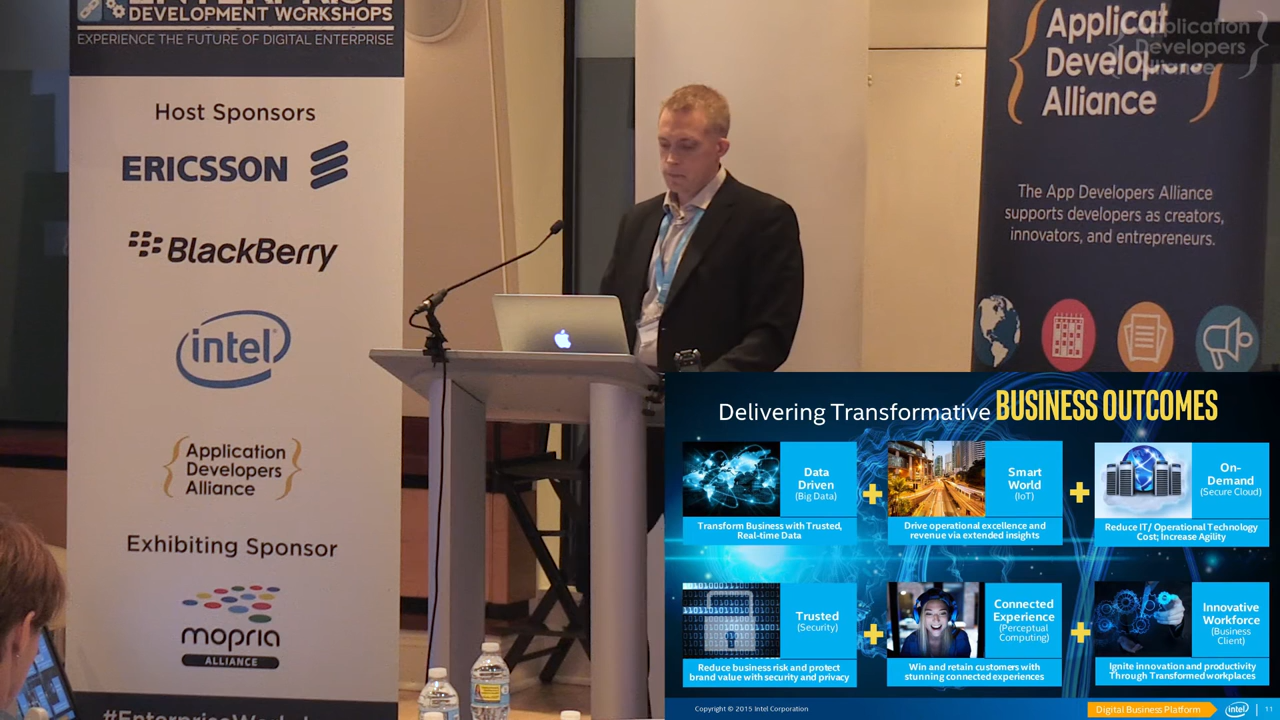 ENTERPRISE
DEVELOPMENT WORKSHOPS
EXPERIENCE THE FUTURE OF DIGITAL ENTERPRISE
Host Sponsors
ERICSSON
BlackBerry
intel
Application
Developers
Alliance
Exhibiting Sponsor
mopria
ALLIANCE
Alliance
Application
Developers
Alliance
The App Developers Alliance
supports developers as creators,
innovators, and entrepreneurs.
Delivering Transformative BUSINESS OUTCOMES
Data
Driven
(Big Data)
Transform Business with Trusted,
Real-time Data
+
Smart
World
(IoT)
Drive operational excellence and
revenue via extended insights
+
On-
Demand
(Secure Cloud)
Reduce IT/ Operational Technology
Cost; Increase Agility
Trusted
(Security)
Reduce business risk and protect
brand value with security and privacy
+
Connected
Experience
(Perceptual
Computing)
Win and retain customers with
stunning connected experiences
+
Innovative
Workforce
(Business
Client)
Ignite innovation and productivity
Through Transformed workplaces
Copyright © 2015 Intel Corporation
Digital Business Platform
intel
11